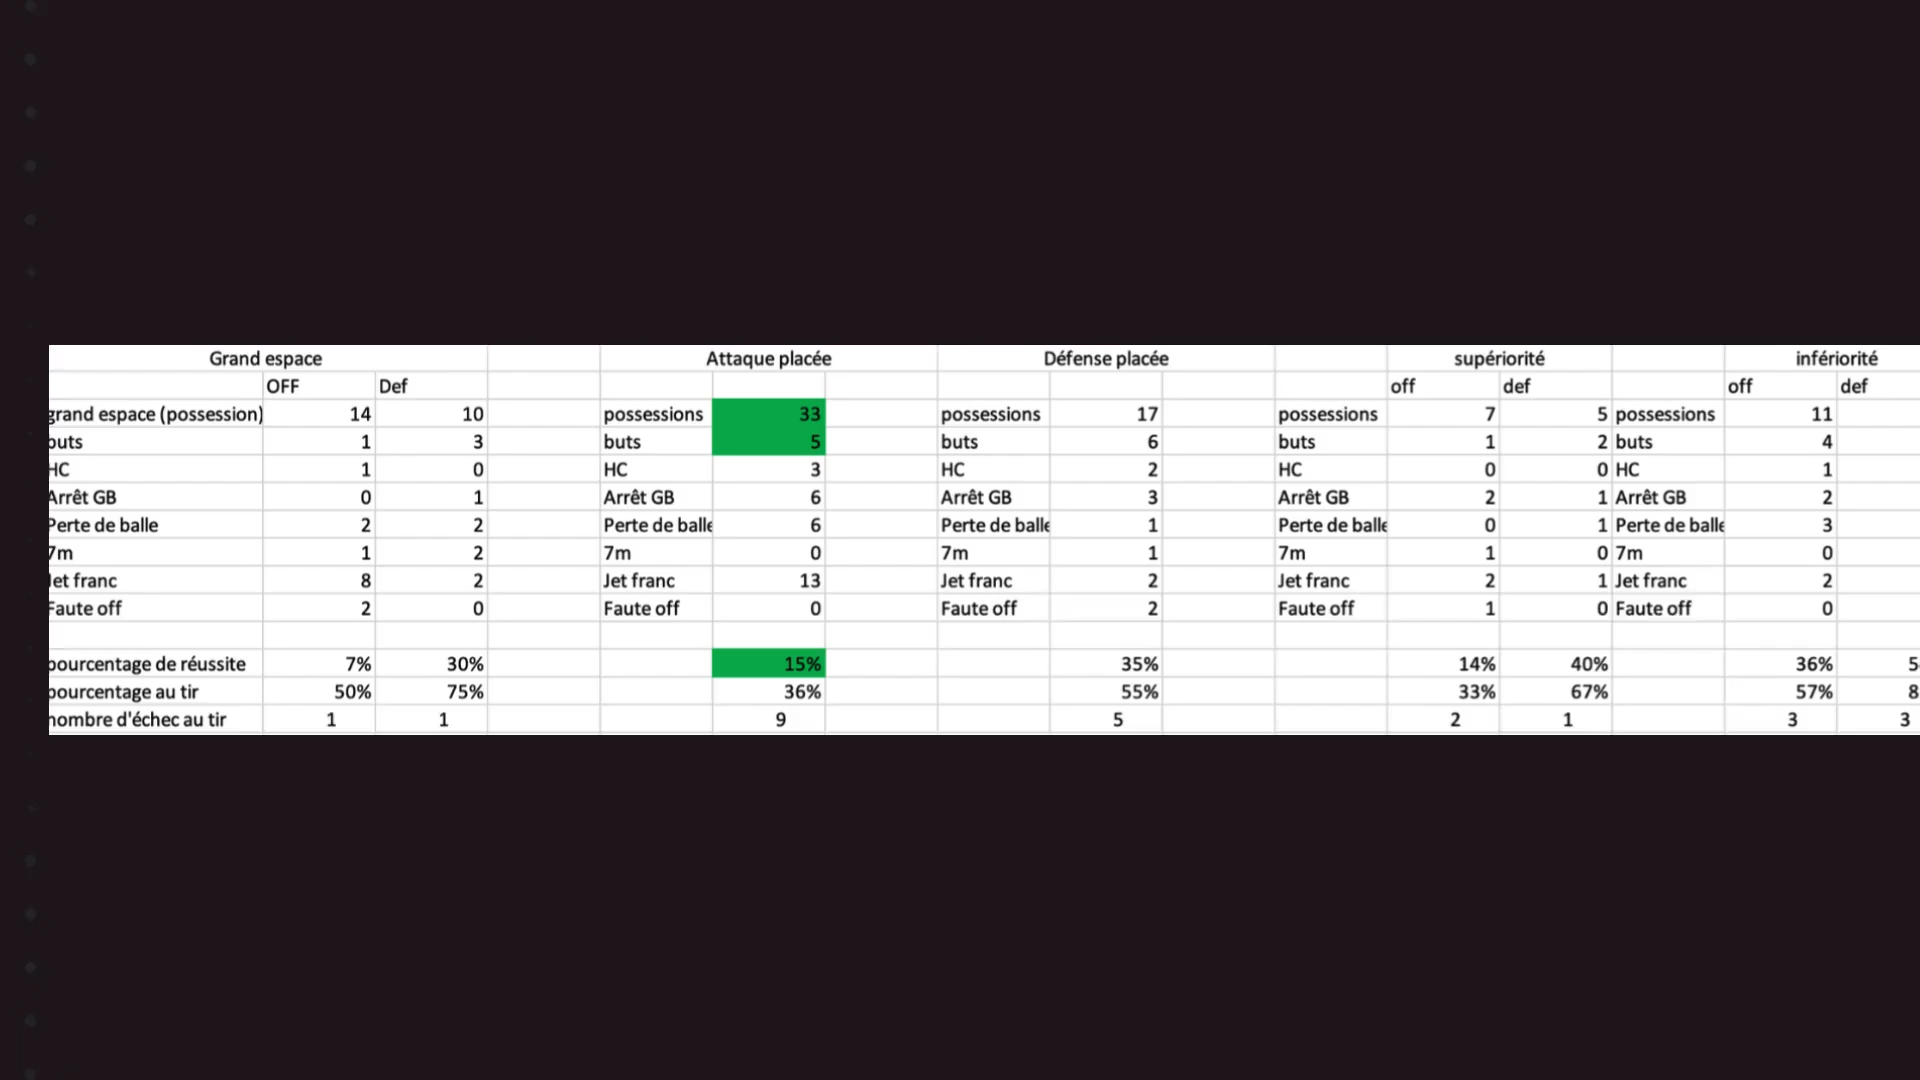 Grand espace Attaque placée Défense placée supériorité infériorité
OFF Def off def off def
grand espace (possession) 14 10 possessions 33 possessions 17 possessions 7 5 possessions 11
buts 1 3 buts 5 buts 6 buts 1 2 buts 4
HC 1 0 HC 3 HC 2 HC 0 0 HC 1
Arrêt GB 0 1 Arrêt GB 6 Arrêt GB 3 Arrêt GB 2 1 Arrêt GB 2
Perte de balle 2 2 Perte de balle 6 Perte de balle 1 Perte de balle 0 1 Perte de balle 3
7m 1 2 7m 0 7m 1 7m 1 0 7m 0
Jet franc 8 2 Jet franc 13 Jet franc 2 Jet franc 2 1 Jet franc 2
Faute off 2 0 Faute off 0 Faute off 2 Faute off 1 0 Faute off 0
pourcentage de réussite 7% 30% 15% 35% 14% 40% 36%
pourcentage au tir 50% 75% 36% 55% 33% 67% 57%
nombre d'échec au tir 1 1 9 5 2 1 3 3